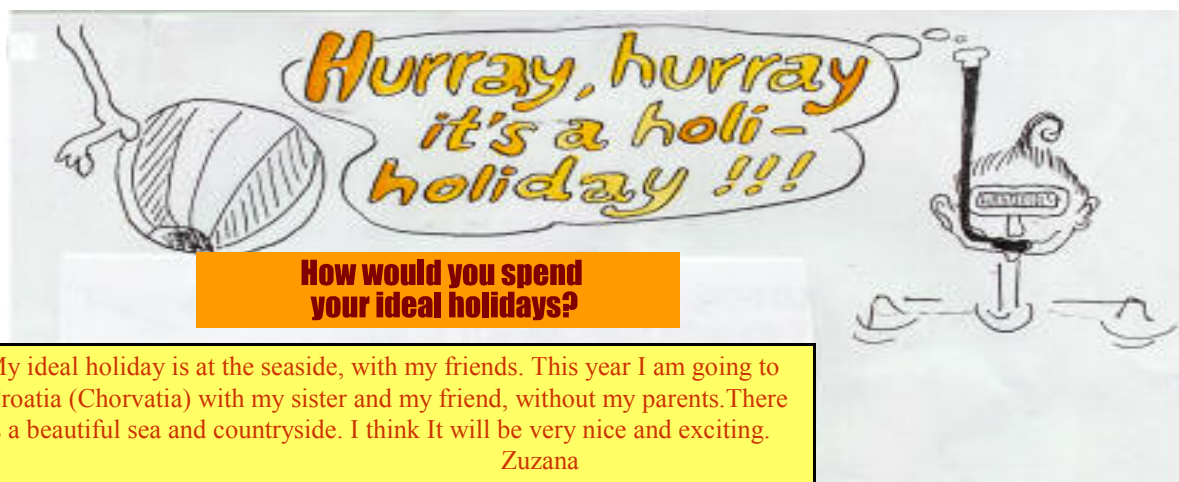 Hurray, hurray
it's a holi-
holiday !!!
How would you spend
your ideal holidays?
My ideal holiday is at the seaside, with my friends. This year I am going to
roatia (Chorvatia) with my sister and my friend, without my parents.There
s a beautiful sea and countryside. I think It will be very nice and exciting.
Zuzana